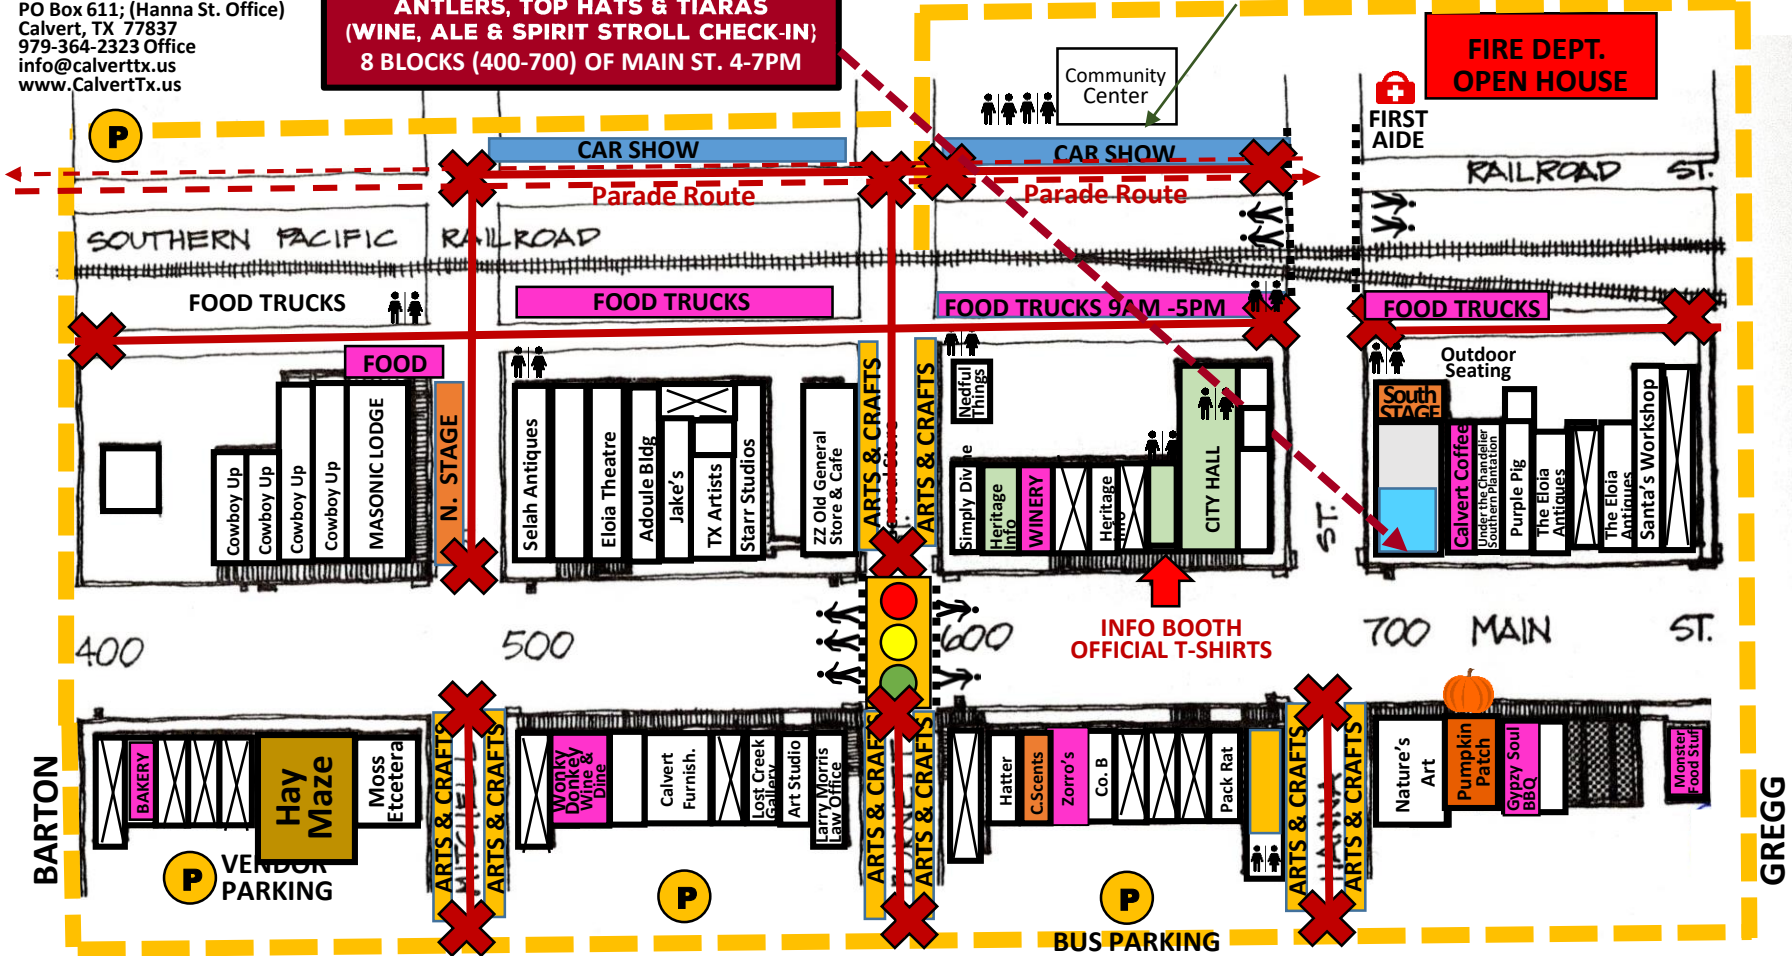 PO Box 611; (Hanna St. Office)
Calvert, TX  77837
979-364-2323 Office
info@calverttx.us
www.CalvertTx.us
ANTLERS, TOP HATS & TIARAS
(WINE, ALE & SPIRIT STROLL CHECK-IN)
8 BLOCKS (400-700) OF MAIN ST. 4-7PM
Community
Center
FIRE DEPT.
OPEN HOUSE
FIRST
AIDE
P
CAR SHOW
CAR SHOW
Parade Route
Parade Route
RAILROAD ST.
SOUTHERN PACIFIC RAILROAD
FOOD TRUCKS
FOOD TRUCKS
FOOD TRUCKS 9AM -5PM
FOOD TRUCKS
FOOD
Outdoor
Seating
Cowboy Up
Cowboy Up
Cowboy Up
Cowboy Up
MASONIC LODGE
N. STAGE
Selah Antiques
Eloia Theatre
Adoule Bldg
Jake's
TX Artists
Starr Studios
ZZ Old General
Store & Cafe
ARTS & CRAFTS
ARTS & CRAFTS
Nedful
Things
Simply Divine
Heritage
Info
WINERY
Heritage
Info
CITY HALL
ST.
South
STAGE
Calvert Coffee
Under the Chandelier
Southern Plantation
Purple Pig
The Eloia
Antiques
The Eloia
Antiques
Santa's Workshop
INFO BOOTH
OFFICIAL T-SHIRTS
400
500
600
700 MAIN ST.
BARTON
BAKERY
Hay
Maze
Moss
Etcetera
ARTS & CRAFTS
MITCHELL
ARTS & CRAFTS
Wonky
Donkey
Wine &
Dine
Calvert
Furnish.
Lost Creek
Gallery
Art Studio
Larry Morris
Law Office
ARTS & CRAFTS
ARTS & CRAFTS
Hatter
C.Scents
Zorro's
Co. B
Pack Rat
ARTS & CRAFTS
HANNA
ARTS & CRAFTS
Nature's
Art
Pumpkin
Patch
Gypzy Soul
BBQ
Monster
Food Stuff
GREGG
P
VENDOR
PARKING
P
P
BUS PARKING